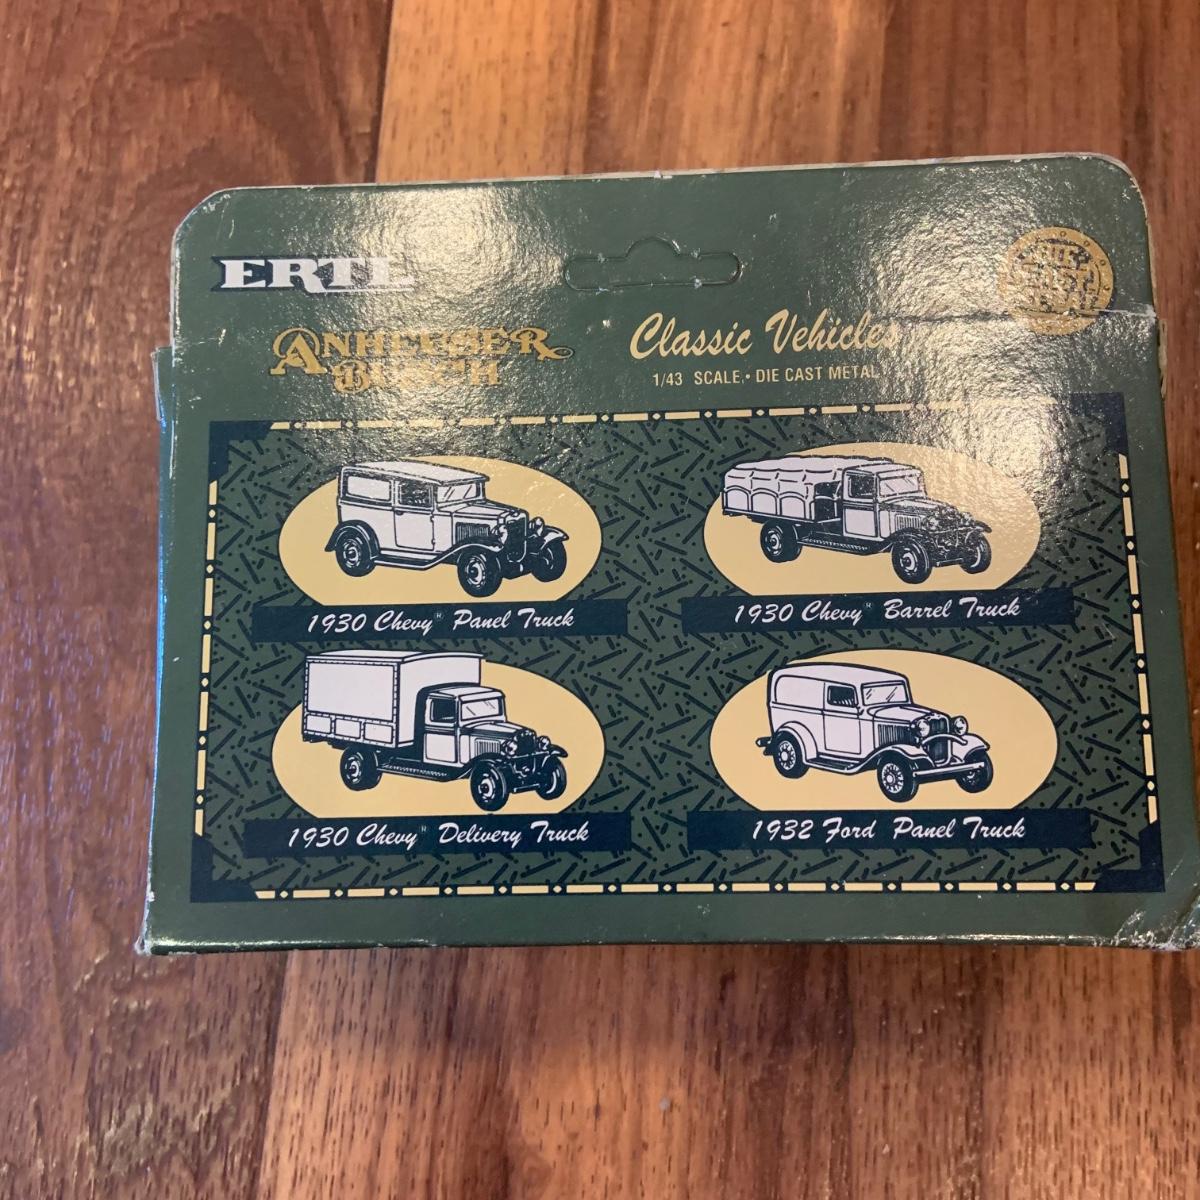 ERTL
ANHEUSER
BUSCH
Classic Vehicles
1/43 SCALE • DIE CAST METAL
1930 Chevy® Panel Truck
1930 Chevy® Barrel Truck
1930 Chevy® Delivery Truck
1932 Ford Panel Truck